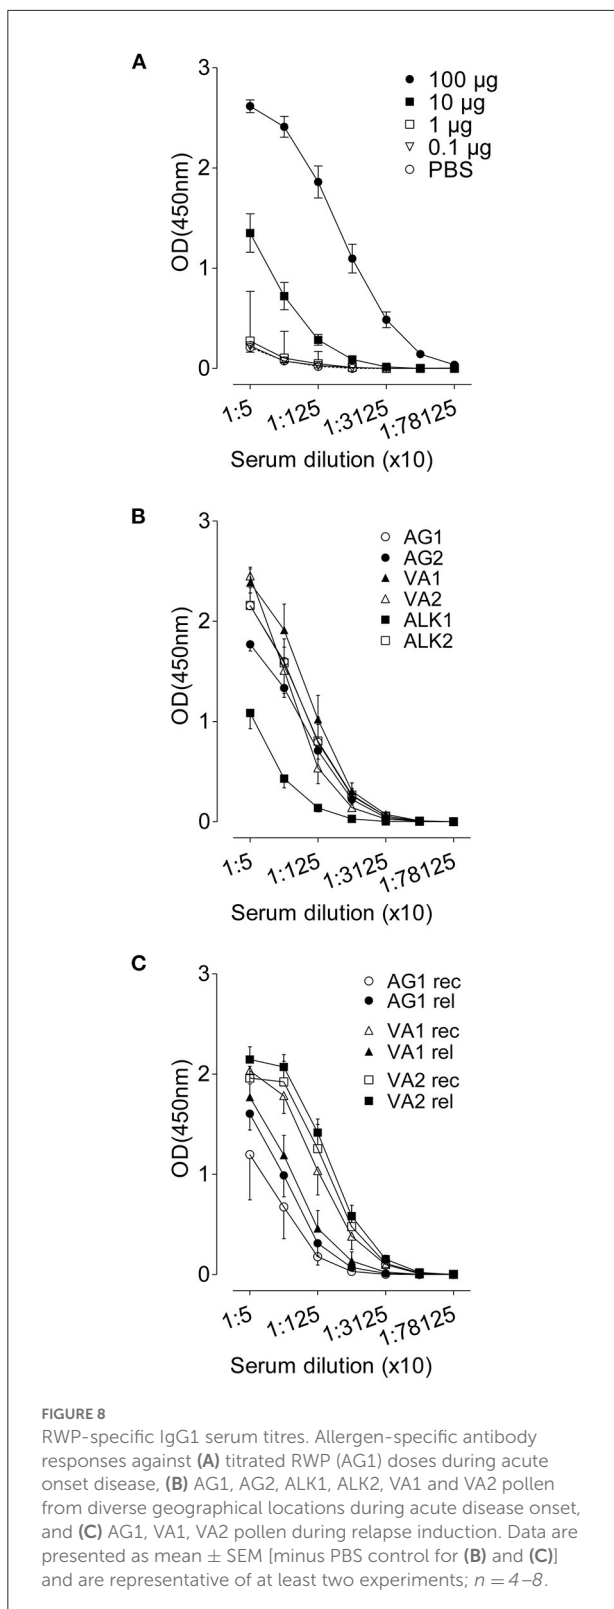 A
3
2
1
0
OD(450nm)
100 µg
10 µg
1 µg
0.1 µg
PBS
1:5
1:125
1:3125
1:78125
Serum dilution (x10)
B
3
2
1
0
OD(450nm)
AG1
AG2
VA1
VA2
ALK1
ALK2
1:5
1:125
1:3125
1:78125
Serum dilution (x10)
C
3
2
1
0
OD(450nm)
AG1 rec
AG1 rel
VA1 rec
VA1 rel
VA2 rec
VA2 rel
1:5
1:125
1:3125
1:78125
Serum dilution (x10)
FIGURE 8
RWP-specific IgG1 serum titres. Allergen-specific antibody
responses against (A) titrated RWP (AG1) doses during acute
onset disease, (B) AG1, AG2, ALK1, ALK2, VA1 and VA2 pollen
from diverse geographical locations during acute disease onset,
and (C) AG1, VA1, VA2 pollen during relapse induction. Data are
presented as mean ± SEM [minus PBS control for (B) and (C)]
and are representative of at least two experiments; n = 4–8.